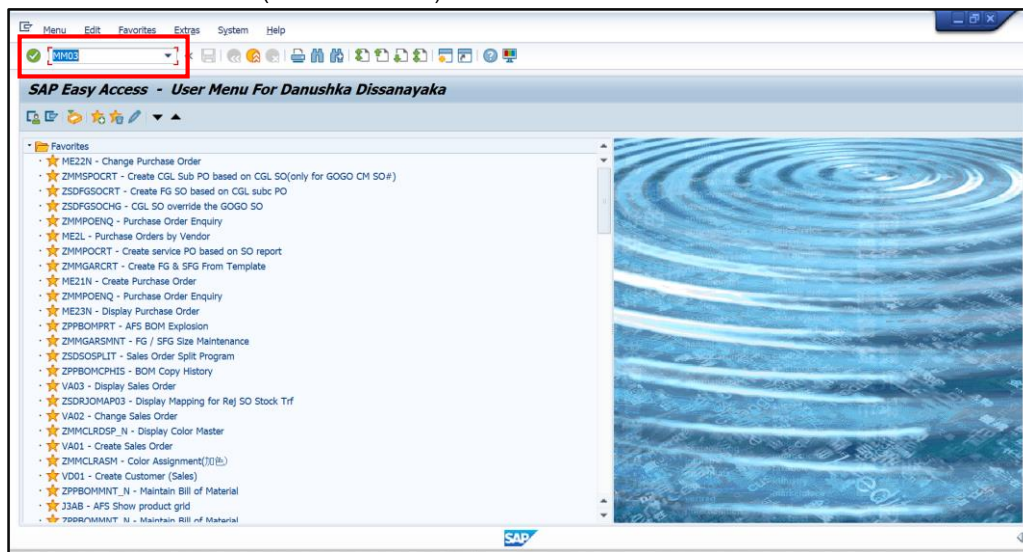 Menu Edit Favorites Extras System Help
MM03
SAP Easy Access - User Menu For Danushka Dissanayaka
Favorites
ME22N - Change Purchase Order
ZMMSPOCRT - Create CGL Sub PO based on CGL SO(only for GOGO CM SO#)
ZSDFGSOCRT - Create FG SO based on CGL subc PO
ZSDFGSOCHG - CGL SO override the GOGO SO
ZMMPOENQ - Purchase Order Enquiry
ME2L - Purchase Orders by Vendor
ZMMPOCRT - Create service PO based on SO report
ZMMGARCRT - Create FG & SFG From Template
ME21N - Create Purchase Order
ZMMPOENQ - Purchase Order Enquiry
ME23N - Display Purchase Order
ZPPBOMPRT - AFS BOM Explosion
ZMMGARSMNT - FG / SFG Size Maintenance
ZSDSOSPLIT - Sales Order Split Program
ZPPBOMCPHIS - BOM Copy History
VA03 - Display Sales Order
ZSDRJOMAP03 - Display Mapping for Rej SO Stock Trf
VA02 - Change Sales Order
ZMMCLRDSP_N - Display Color Master
VA01 - Create Sales Order
ZMMCLRASM - Color Assignment(加色)
VD01 - Create Customer (Sales)
ZPPBOMMNT_N - Maintain Bill of Material
J3AB - AFS Show product grid
ZPPBOMMNT_N - Maintain Bill of Material
SAP